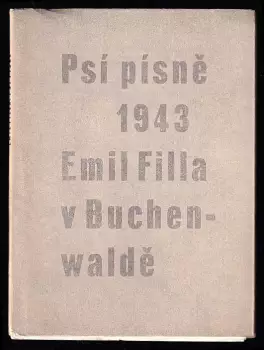 Psí písně
1943
Emil Filla
v Buchen-
waldě